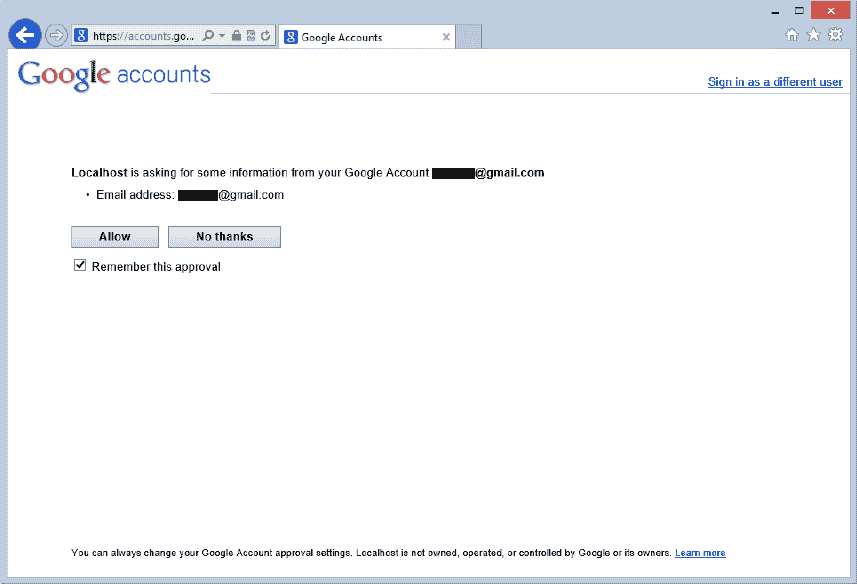 https://accounts.go...
Google Accounts
Google accounts
Sign in as a different user
Localhost is asking for some information from your Google Account @gmail.com
• Email address: @gmail.com
Allow No thanks
Remember this approval
You can always change your Google Account approval settings. Localhost is not owned, operated, or controlled by Google or its owners. Learn more